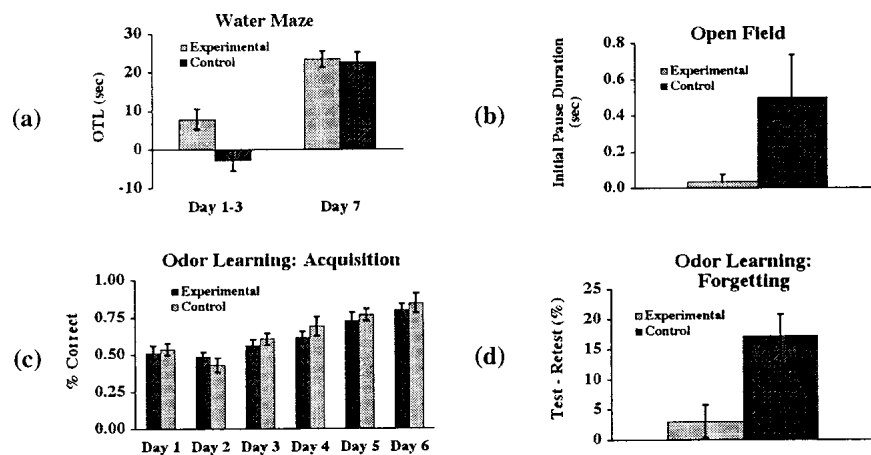 (a)
Water Maze
Experimental
Control
OTL (sec)
30
20
10
0
-10
Day 1-3
Day 7
(b)
Open Field
Experimental
Control
Initial Pause Duration
(sec)
0.8
0.6
0.4
0.2
0.0
(c)
Odor Learning: Acquisition
Experimental
Control
% Correct
1.00
0.75
0.50
0.25
0.00
Day 1 Day 2 Day 3 Day 4 Day 5 Day 6
(d)
Odor Learning:
Forgetting
Experimental
Control
Test - Retest (%)
25
20
15
10
5
0